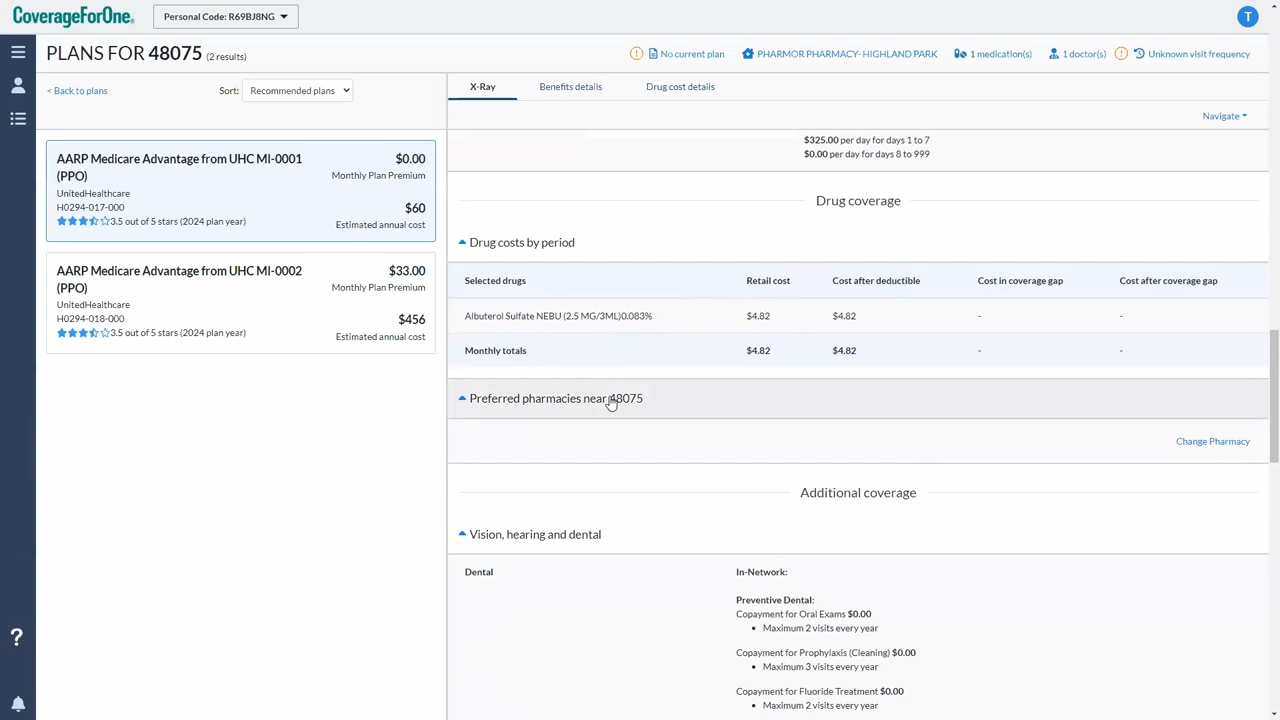 CoverageForOne
Personal Code: R69BJ8NG
T
PLANS FOR 48075 (2 results)
No current plan
PHARMOR PHARMACY- HIGHLAND PARK
1 medication(s)
1 doctor(s)
Unknown visit frequency
< Back to plans
Sort: Recommended plans
AARP Medicare Advantage from UHC MI-0001 (PPO)
$0.00
Monthly Plan Premium
UnitedHealthcare
H0294-017-000
3.5 out of 5 stars (2024 plan year)
$60
Estimated annual cost
AARP Medicare Advantage from UHC MI-0002 (PPO)
$33.00
Monthly Plan Premium
UnitedHealthcare
H0294-018-000
3.5 out of 5 stars (2024 plan year)
$456
Estimated annual cost
?
X-Ray
Benefits details
Drug cost details
Navigate
$325.00 per day for days 1 to 7
$0.00 per day for days 8 to 999
Drug coverage
Drug costs by period
Selected drugs Retail cost Cost after deductible Cost in coverage gap Cost after coverage gap
Albuterol Sulfate NEBU (2.5 MG/3ML)0.083% $4.82 $4.82 - -
Monthly totals $4.82 $4.82 - -
Preferred pharmacies near 48075
Change Pharmacy
Additional coverage
Vision, hearing and dental
Dental
In-Network:
Preventive Dental:
Copayment for Oral Exams $0.00
• Maximum 2 visits every year
Copayment for Prophylaxis (Cleaning) $0.00
• Maximum 3 visits every year
Copayment for Fluoride Treatment $0.00
• Maximum 2 visits every year